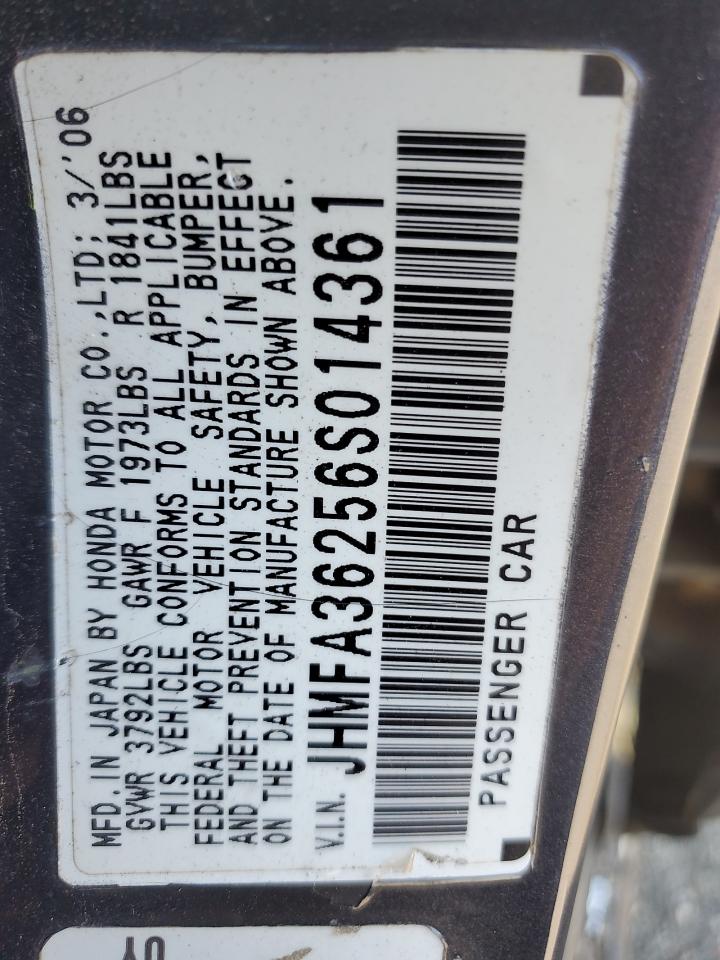 MFD. IN JAPAN BY HONDA MOTOR CO.,LTD; 3/'06
GVWR 3792LBS GAWR F 1973LBS R 1841LBS
THIS VEHICLE CONFORMS TO ALL APPLICABLE
FEDERAL MOTOR VEHICLE SAFETY, BUMPER,
AND THEFT PREVENTION STANDARDS IN EFFECT
ON THE DATE OF MANUFACTURE SHOWN ABOVE.
V.I.N. JHMFA36256S014361
PASSENGER CAR